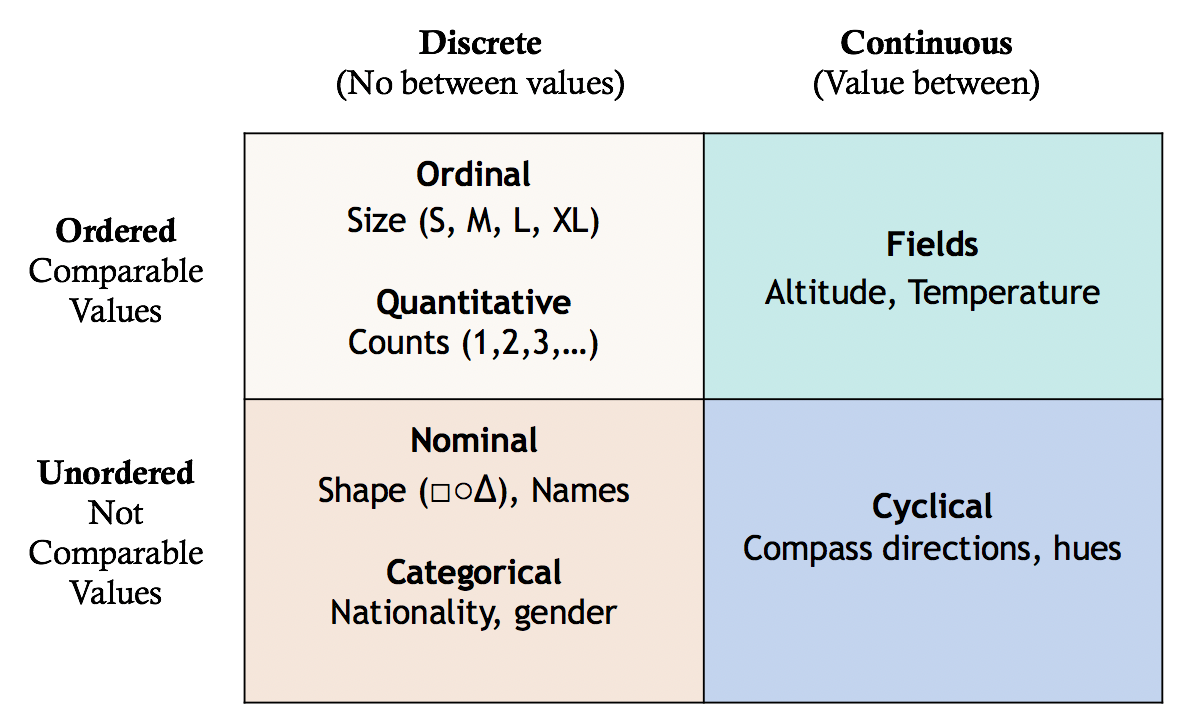 Discrete
(No between values)
Continuous
(Value between)
Ordered
Comparable
Values
Ordinal
Size (S, M, L, XL)
Quantitative
Counts (1,2,3,...)
Fields
Altitude, Temperature
Unordered
Not
Comparable
Values
Nominal
Shape (□○Δ), Names
Categorical
Nationality, gender
Cyclical
Compass directions, hues